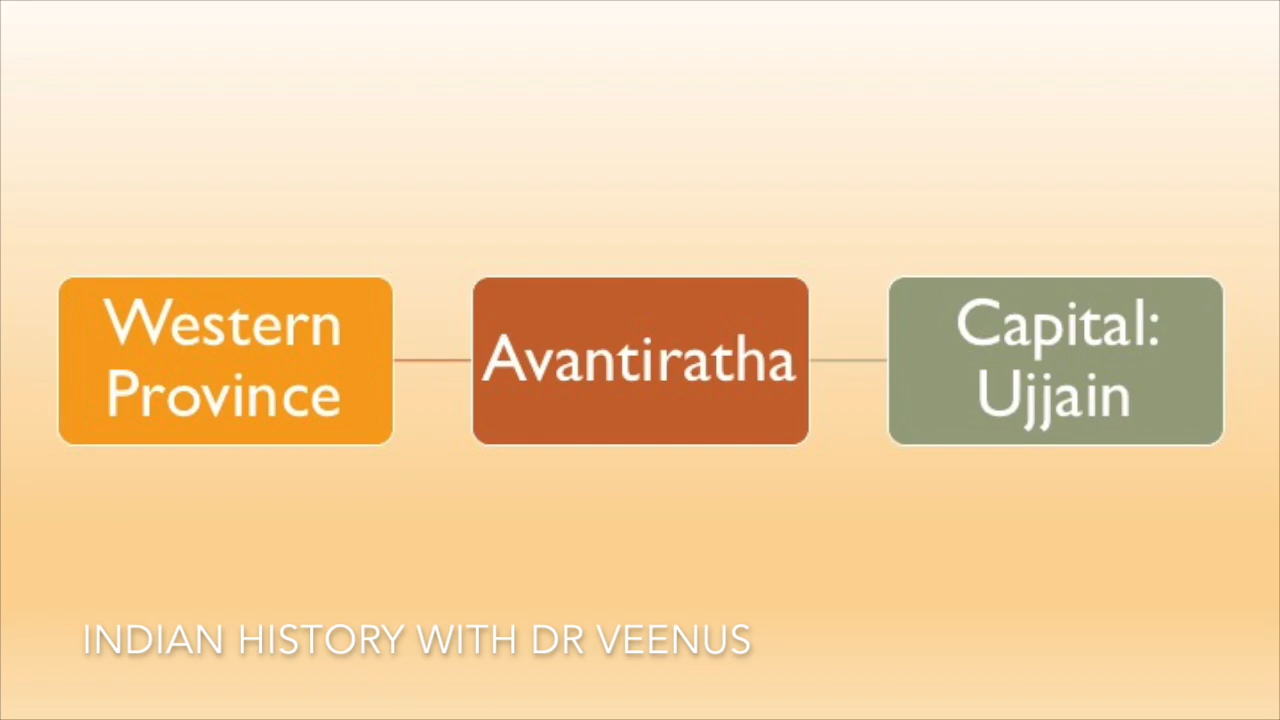 Western
Province
Avantiratha
Capital:
Ujjain
INDIAN HISTORY WITH DR VEENUS